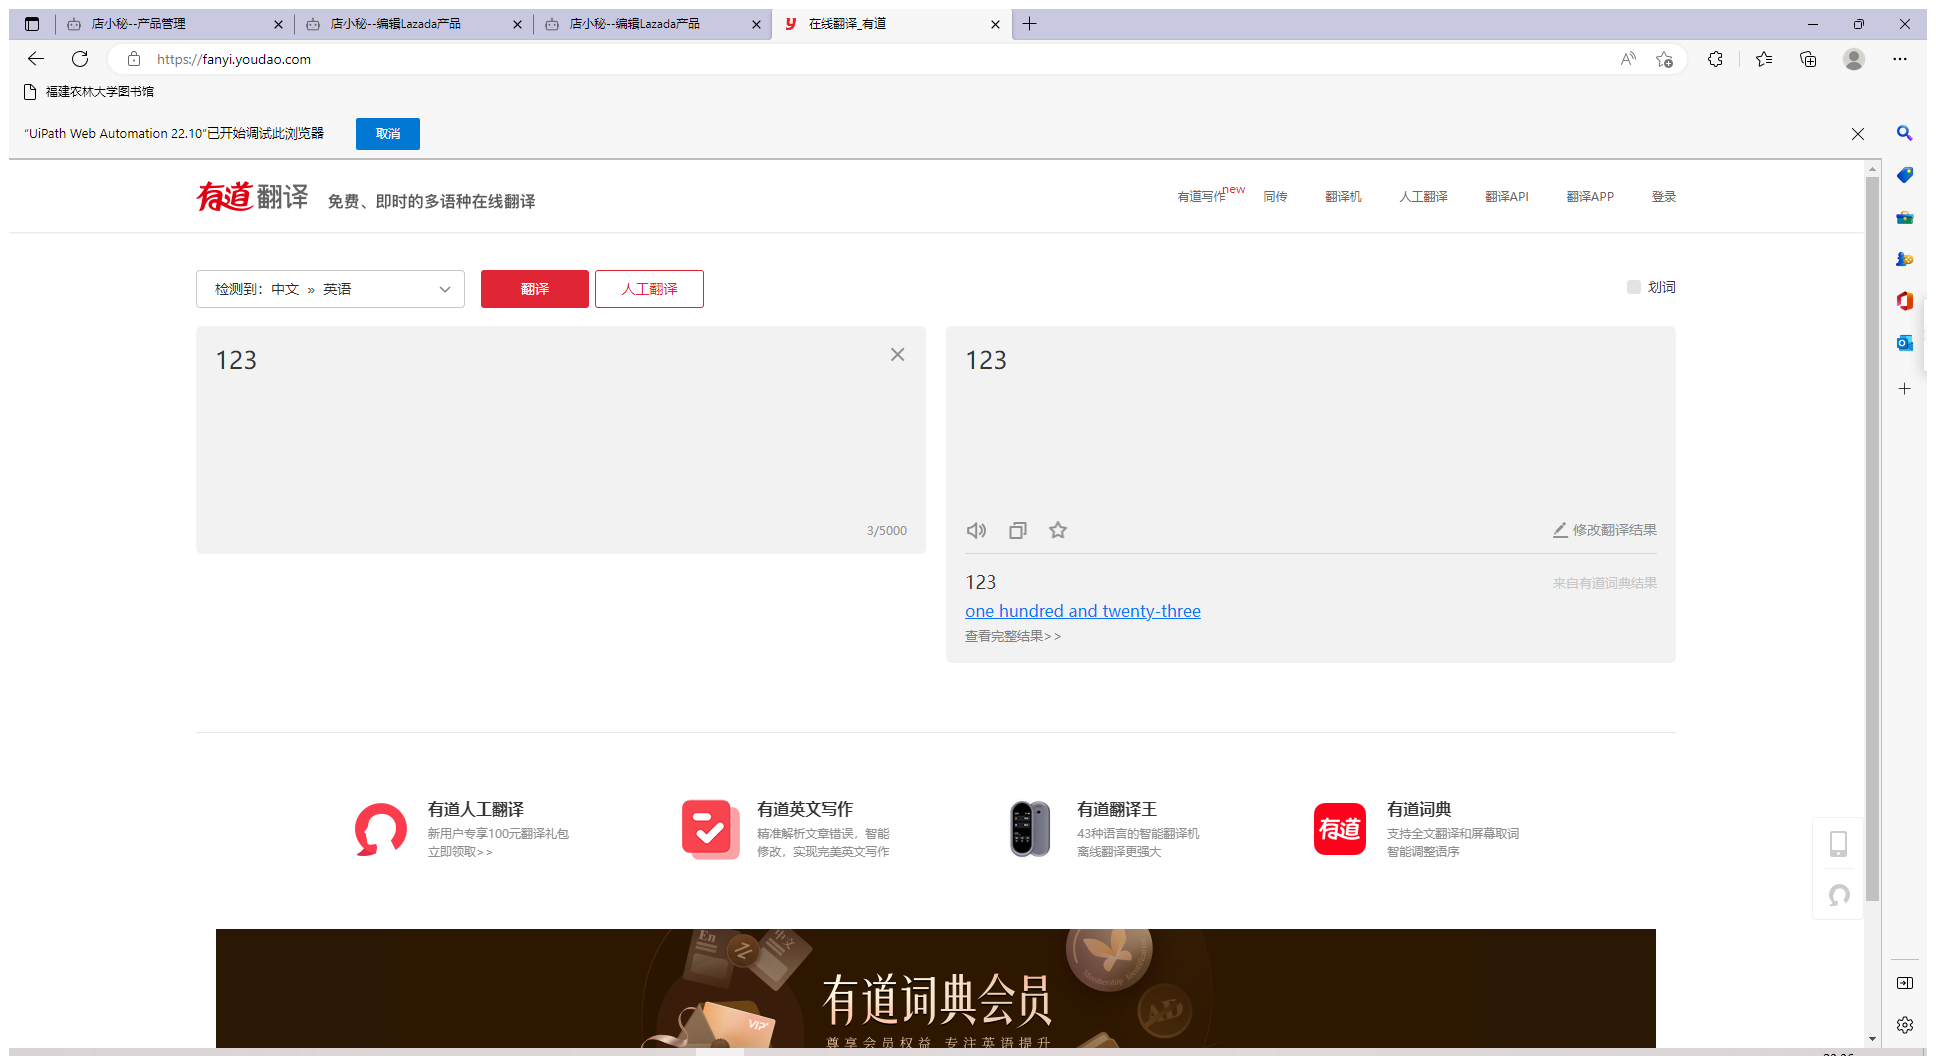 店小秘--产品管理
店小秘--编辑Lazada产品
店小秘--编辑Lazada产品
在线翻译_有道
https://fanyi.youdao.com
福建农林大学图书馆
“UiPath Web Automation 22.10”已开始调试此浏览器
取消
有道翻译
免费、即时的多语种在线翻译
有道写作
new
同传
翻译机
人工翻译
翻译API
翻译APP
登录
检测到：中文 » 英语
翻译
人工翻译
划词
123
3/5000
123
修改翻译结果
123
来自有道词典结果
one hundred and twenty-three
查看完整结果>>
有道人工翻译
新用户专享100元翻译礼包
立即领取>>
有道英文写作
精准解析文章错误，智能
修改，实现完美英文写作
有道翻译王
43种语言的智能翻译机
离线翻译更强大
有道
有道词典
支持全文翻译和屏幕取词
智能调整语序
En
中文
VIP
有道词典会员
尊享会员权益 专注英语提升